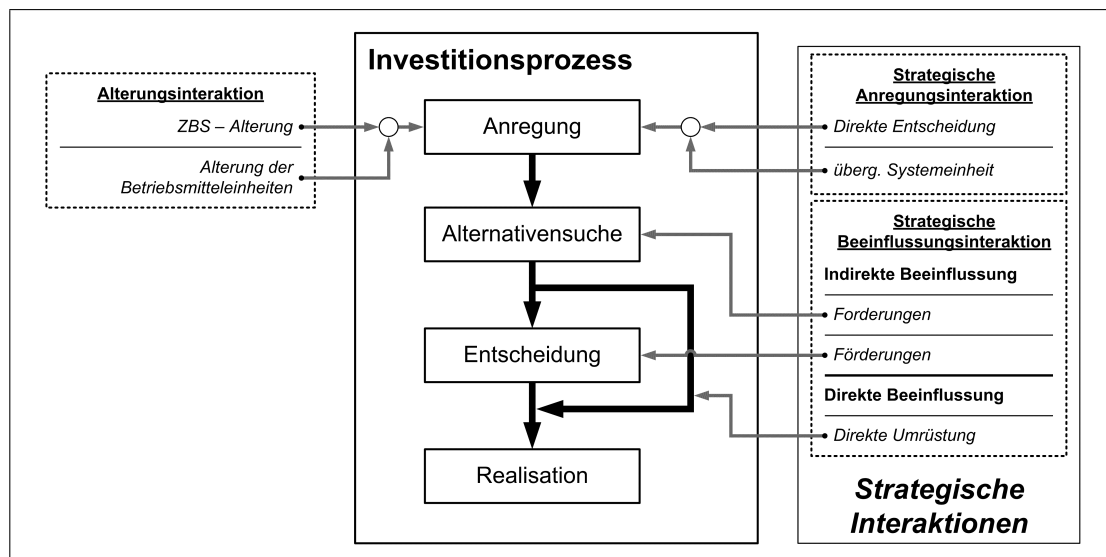 Investitionsprozess
Alterungsinteraktion
ZBS – Alterung
Alterung der
Betriebsmitteleinheiten
Anregung
Alternativensuche
Entscheidung
Realisation
Strategische
Anregungsinteraktion
Direkte Entscheidung
überg. Systemeinheit
Strategische
Beeinflussungsinteraktion
Indirekte Beeinflussung
Forderungen
Förderungen
Direkte Beeinflussung
Direkte Umrüstung
Strategische
Interaktionen